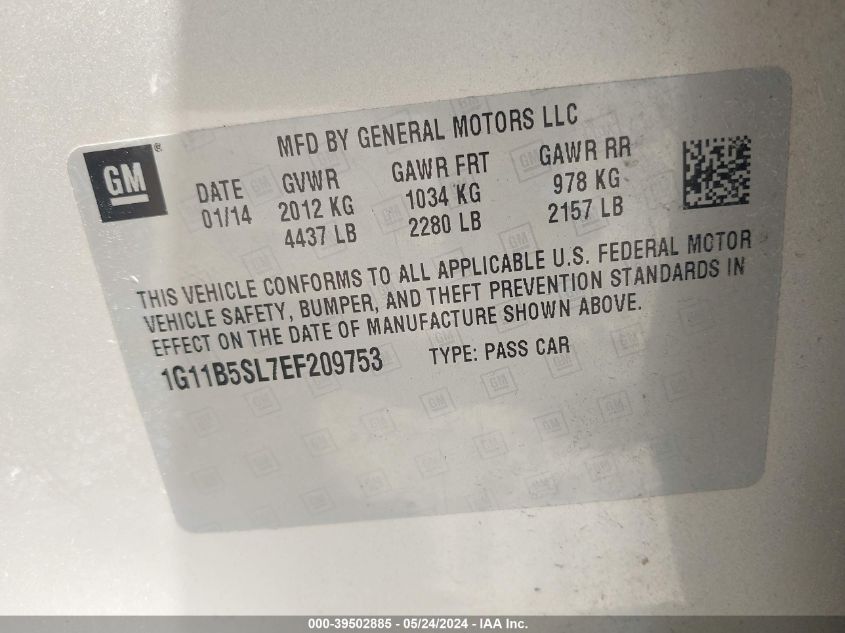 MFD BY GENERAL MOTORS LLC
GM®
DATE GVWR GAWR FRT GAWR RR
01/14 2012 KG 1034 KG 978 KG
4437 LB 2280 LB 2157 LB
THIS VEHICLE CONFORMS TO ALL APPLICABLE U.S. FEDERAL MOTOR
VEHICLE SAFETY, BUMPER, AND THEFT PREVENTION STANDARDS IN
EFFECT ON THE DATE OF MANUFACTURE SHOWN ABOVE.
1G11B5SL7EF209753 TYPE: PASS CAR
000-39502885 - 05/24/2024 - IAA Inc.